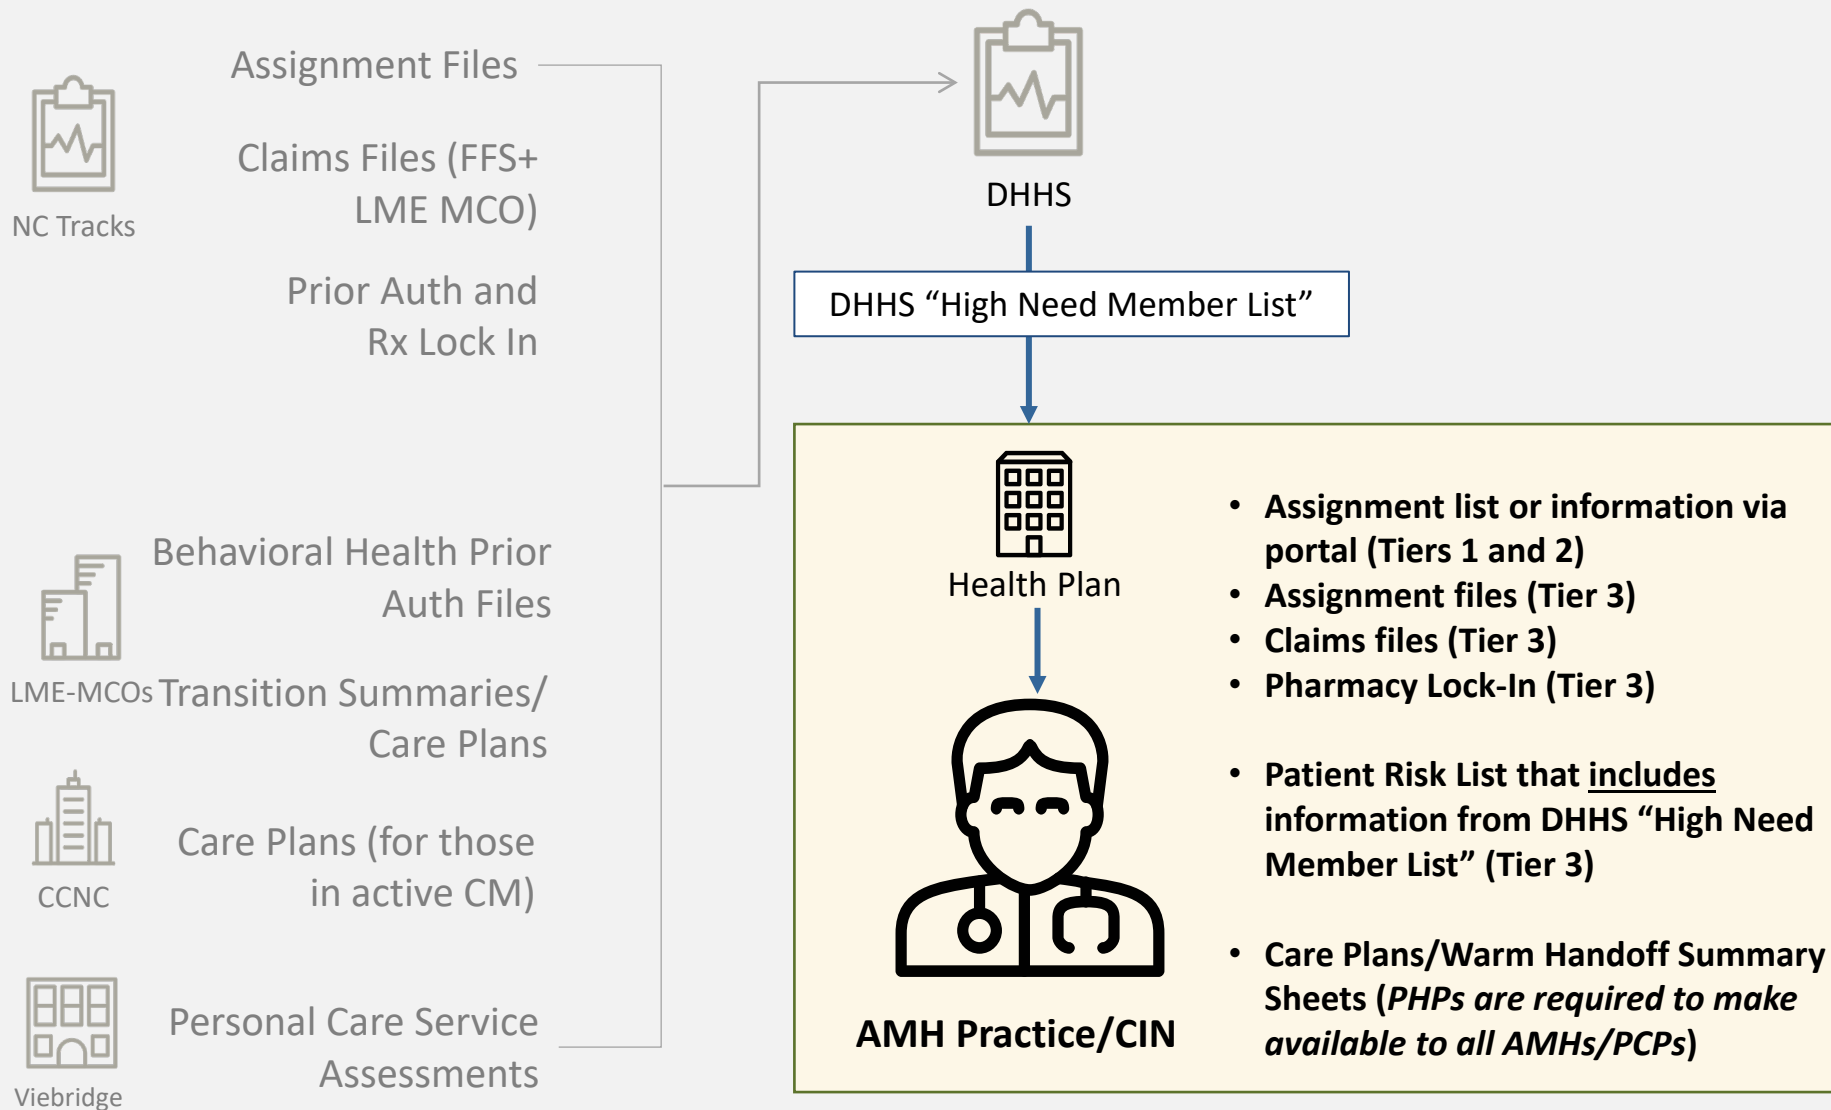 Assignment Files
Claims Files (FFS+
LME MCO)
NC Tracks
Prior Auth and
Rx Lock In
Behavioral Health Prior
Auth Files
LME-MCOs
Transition Summaries/
Care Plans
Care Plans (for those
in active CM)
CCNC
Personal Care Service
Assessments
Viebridge
DHHS
DHHS “High Need Member List”
Health Plan
AMH Practice/CIN
• Assignment list or information via
portal (Tiers 1 and 2)
• Assignment files (Tier 3)
• Claims files (Tier 3)
• Pharmacy Lock-In (Tier 3)
• Patient Risk List that includes
information from DHHS “High Need
Member List” (Tier 3)
• Care Plans/Warm Handoff Summary
Sheets (PHPs are required to make
available to all AMHs/PCPs)